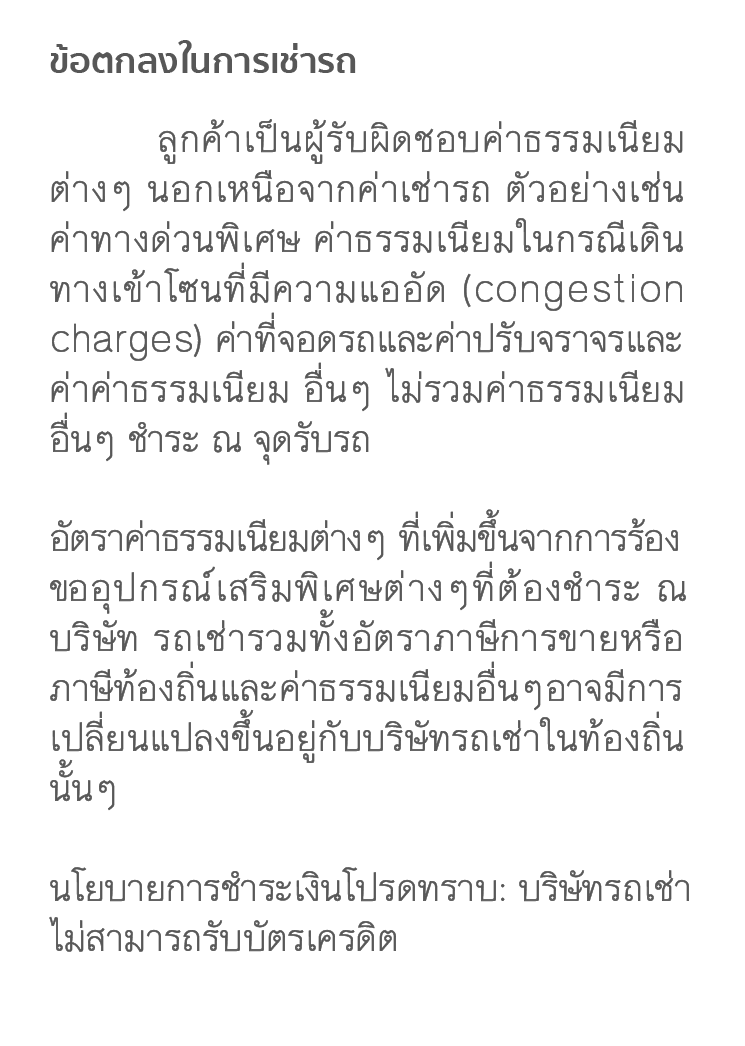 ข้อตกลงในการเช่ารถ
ลูกค้าเป็นผู้รับผิดชอบค่าธรรมเนียม
ต่างๆ นอกเหนือจากค่าเช่ารถ ตัวอย่างเช่น
ค่าทางด่วนพิเศษ ค่าธรรมเนียมในกรณีเดิน
ทางเข้าโซนที่มีความแออัด (congestion
charges) ค่าที่จอดรถและค่าปรับจราจรและ
ค่าค่าธรรมเนียม อื่นๆ ไม่รวมค่าธรรมเนียม
อื่นๆ ชำระ ณ จุดรับรถ
อัตราค่าธรรมเนียมต่างๆ ที่เพิ่มขึ้นจากการร้อง
ขออุปกรณ์เสริมพิเศษต่างๆที่ต้องชำระ ณ
บริษัท รถเช่ารวมทั้งอัตราภาษีการขายหรือ
ภาษีท้องถิ่นและค่าธรรมเนียมอื่นๆอาจมีการ
เปลี่ยนแปลงขึ้นอยู่กับบริษัทรถเช่าในท้องถิ่น
นั้นๆ
นโยบายการชำระเงินโปรดทราบ: บริษัทรถเช่า
ไม่สามารถรับบัตรเครดิต